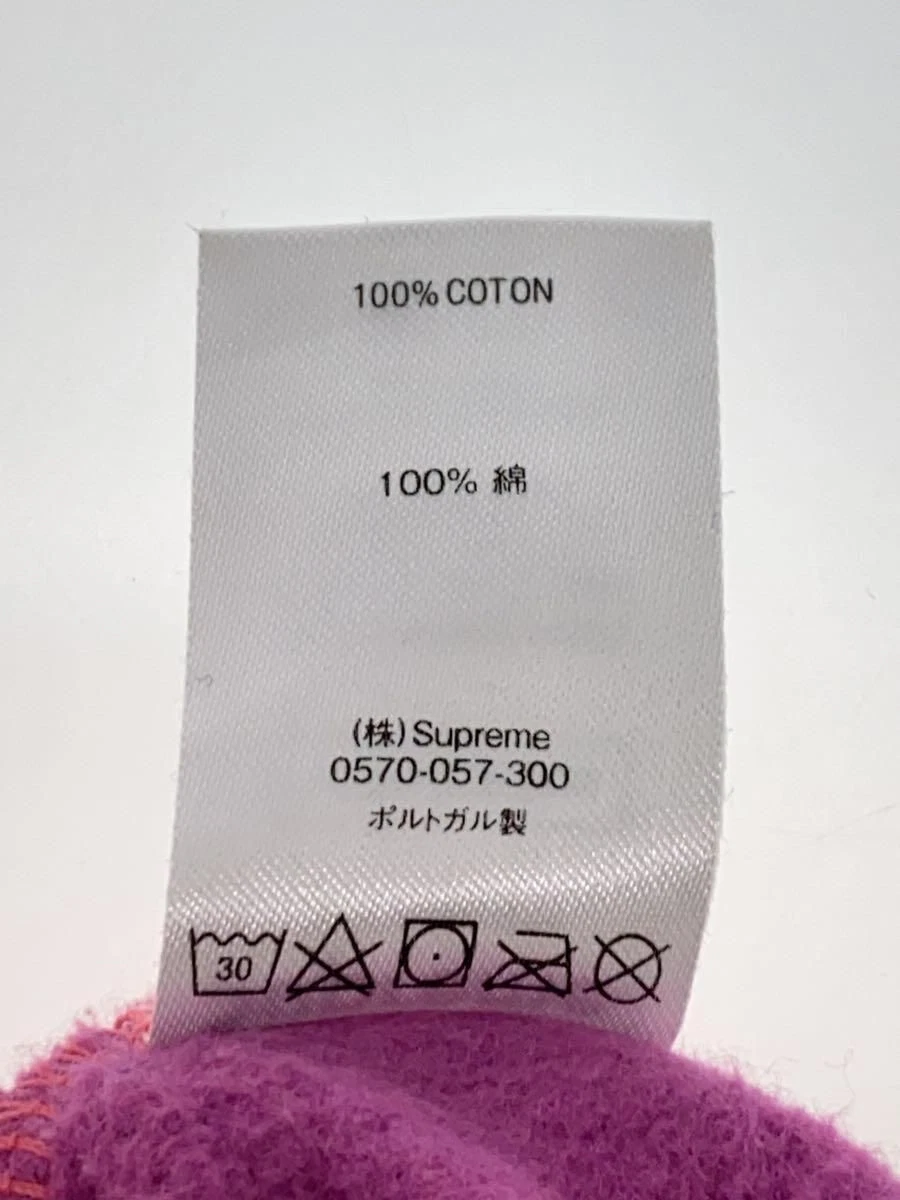 100% COTON
100% 綿
(株) Supreme
0570-057-300
ポルトガル製
30